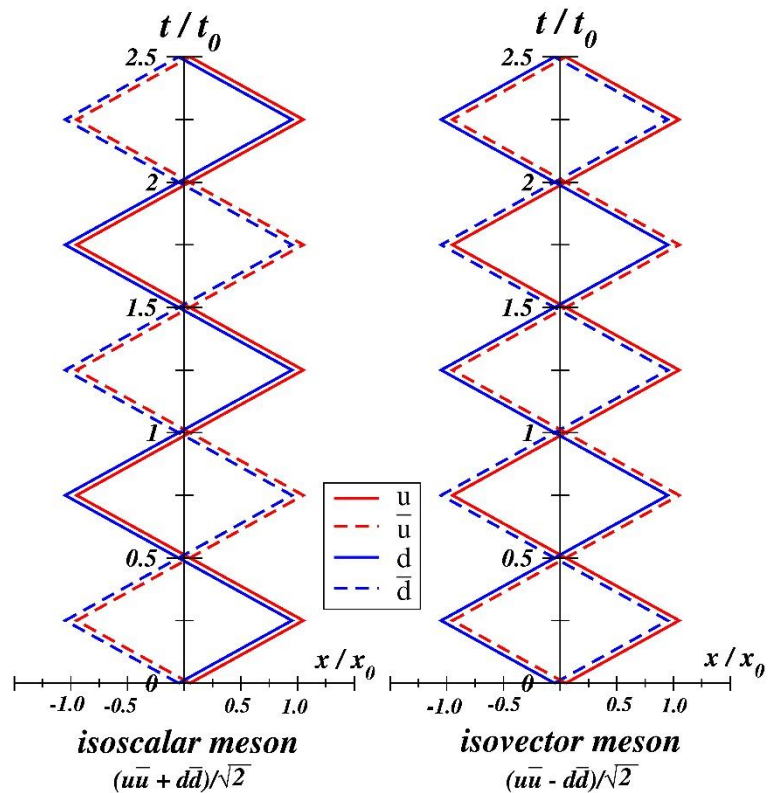 t / t₀ t / t₀
2.5 2.5
2 2
1.5 1.5
1 1
u
u̅
d
d̅
0.5 0.5
0 x / x₀ 0 x / x₀
-1.0 -0.5 0.5 1.0 -1.0 -0.5 0.5 1.0
isoscalar meson isovector meson
(uu̅ + dd̅)/√2 (uu̅ - dd̅)/√2